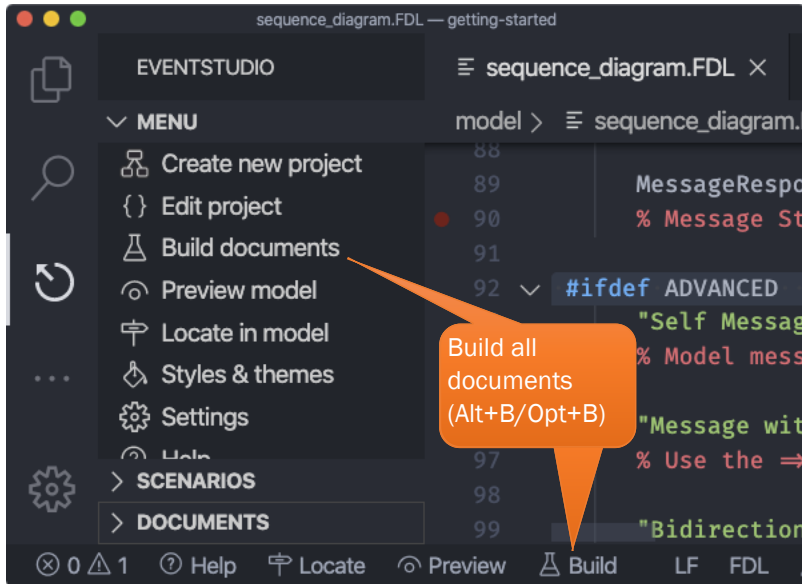 sequence_diagram.FDL — getting-started
EVENTSTUDIO
sequence_diagram.FDL
MENU
model > sequence_diagram.
Create new project
Edit project
Build documents
Preview model
Locate in model
Styles & themes
Settings
Help
SCENARIOS
DOCUMENTS
88
89 MessageRespo
90 % Message St
91
92 #ifdef ADVANCED
"Self Messag
% Model mess
"Message wit
97 % Use the ⇒
98
99 "Bidirection
Build all
documents
(Alt+B/Opt+B)
0 1 Help Locate Preview Build LF FDL